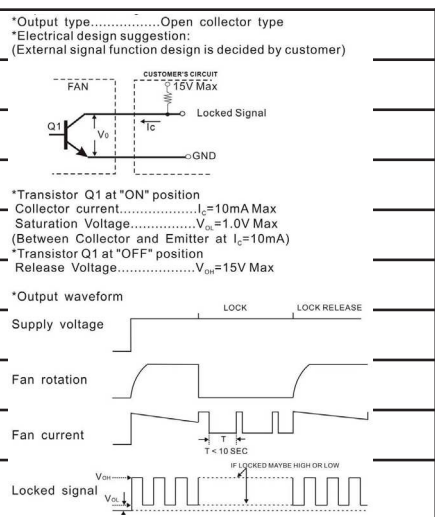 *Output type.................Open collector type
*Electrical design suggestion:
(External signal function design is decided by customer)
CUSTOMER'S CIRCUIT
FAN
15V Max
Locked Signal
Ic
Q1
V₀
GND
*Transistor Q1 at "ON" position
Collector current...................Ic=10mA Max
Saturation Voltage................VOL=1.0V Max
(Between Collector and Emitter at Ic=10mA)
*Transistor Q1 at "OFF" position
Release Voltage...................VOH=15V Max
*Output waveform
LOCK
LOCK RELEASE
Supply voltage
Fan rotation
Fan current
T
T < 10 SEC
IF LOCKED MAYBE HIGH OR LOW
VOH
Locked signal
VOL